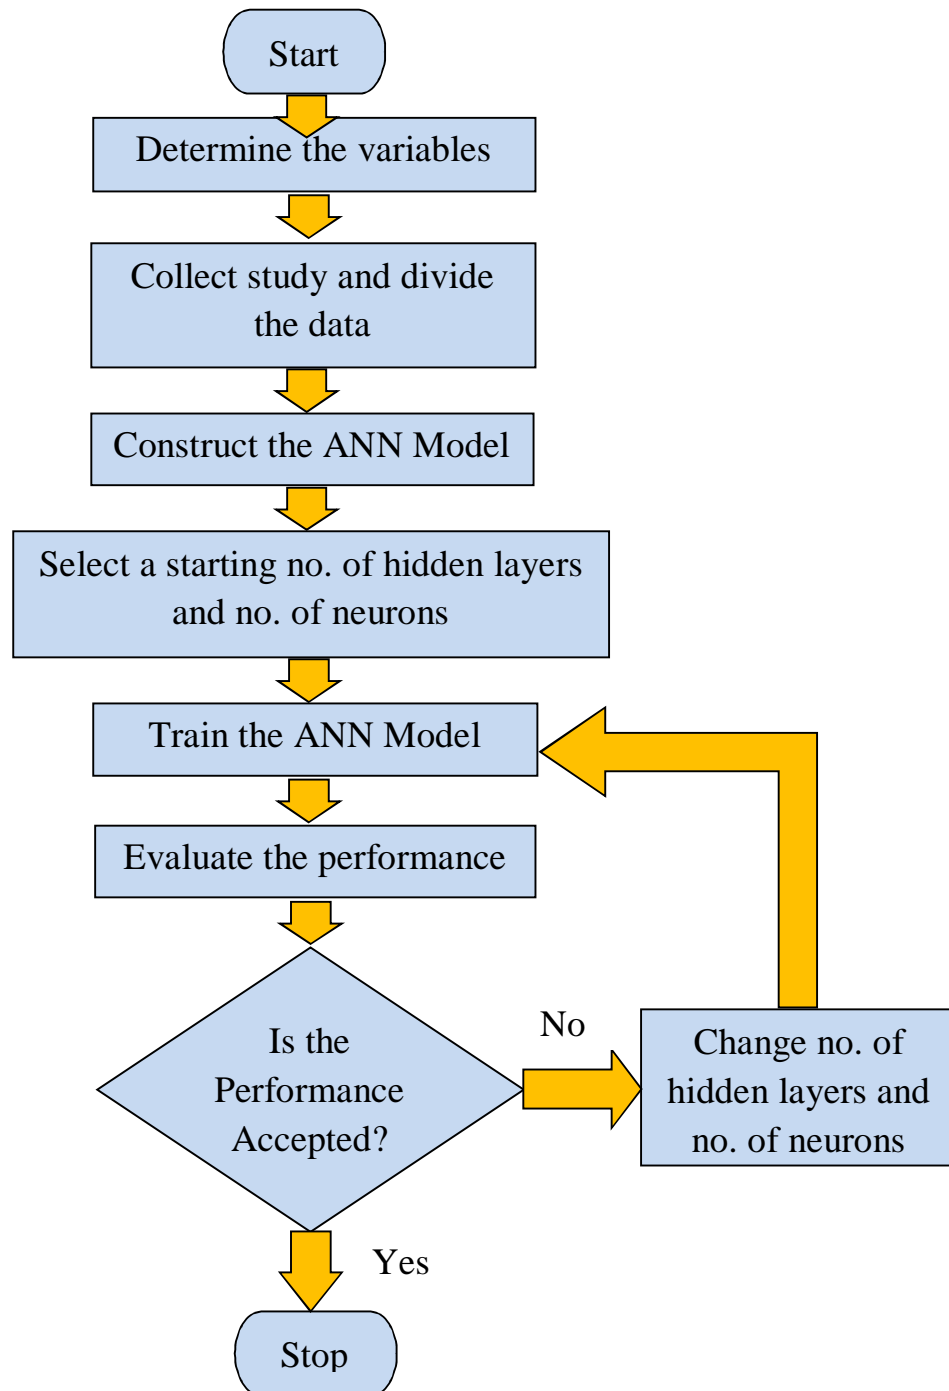 Start
Determine the variables
Collect study and divide
the data
Construct the ANN Model
Select a starting no. of hidden layers
and no. of neurons
Train the ANN Model
Evaluate the performance
Is the
Performance
Accepted?
No
Change no. of
hidden layers and
no. of neurons
Yes
Stop